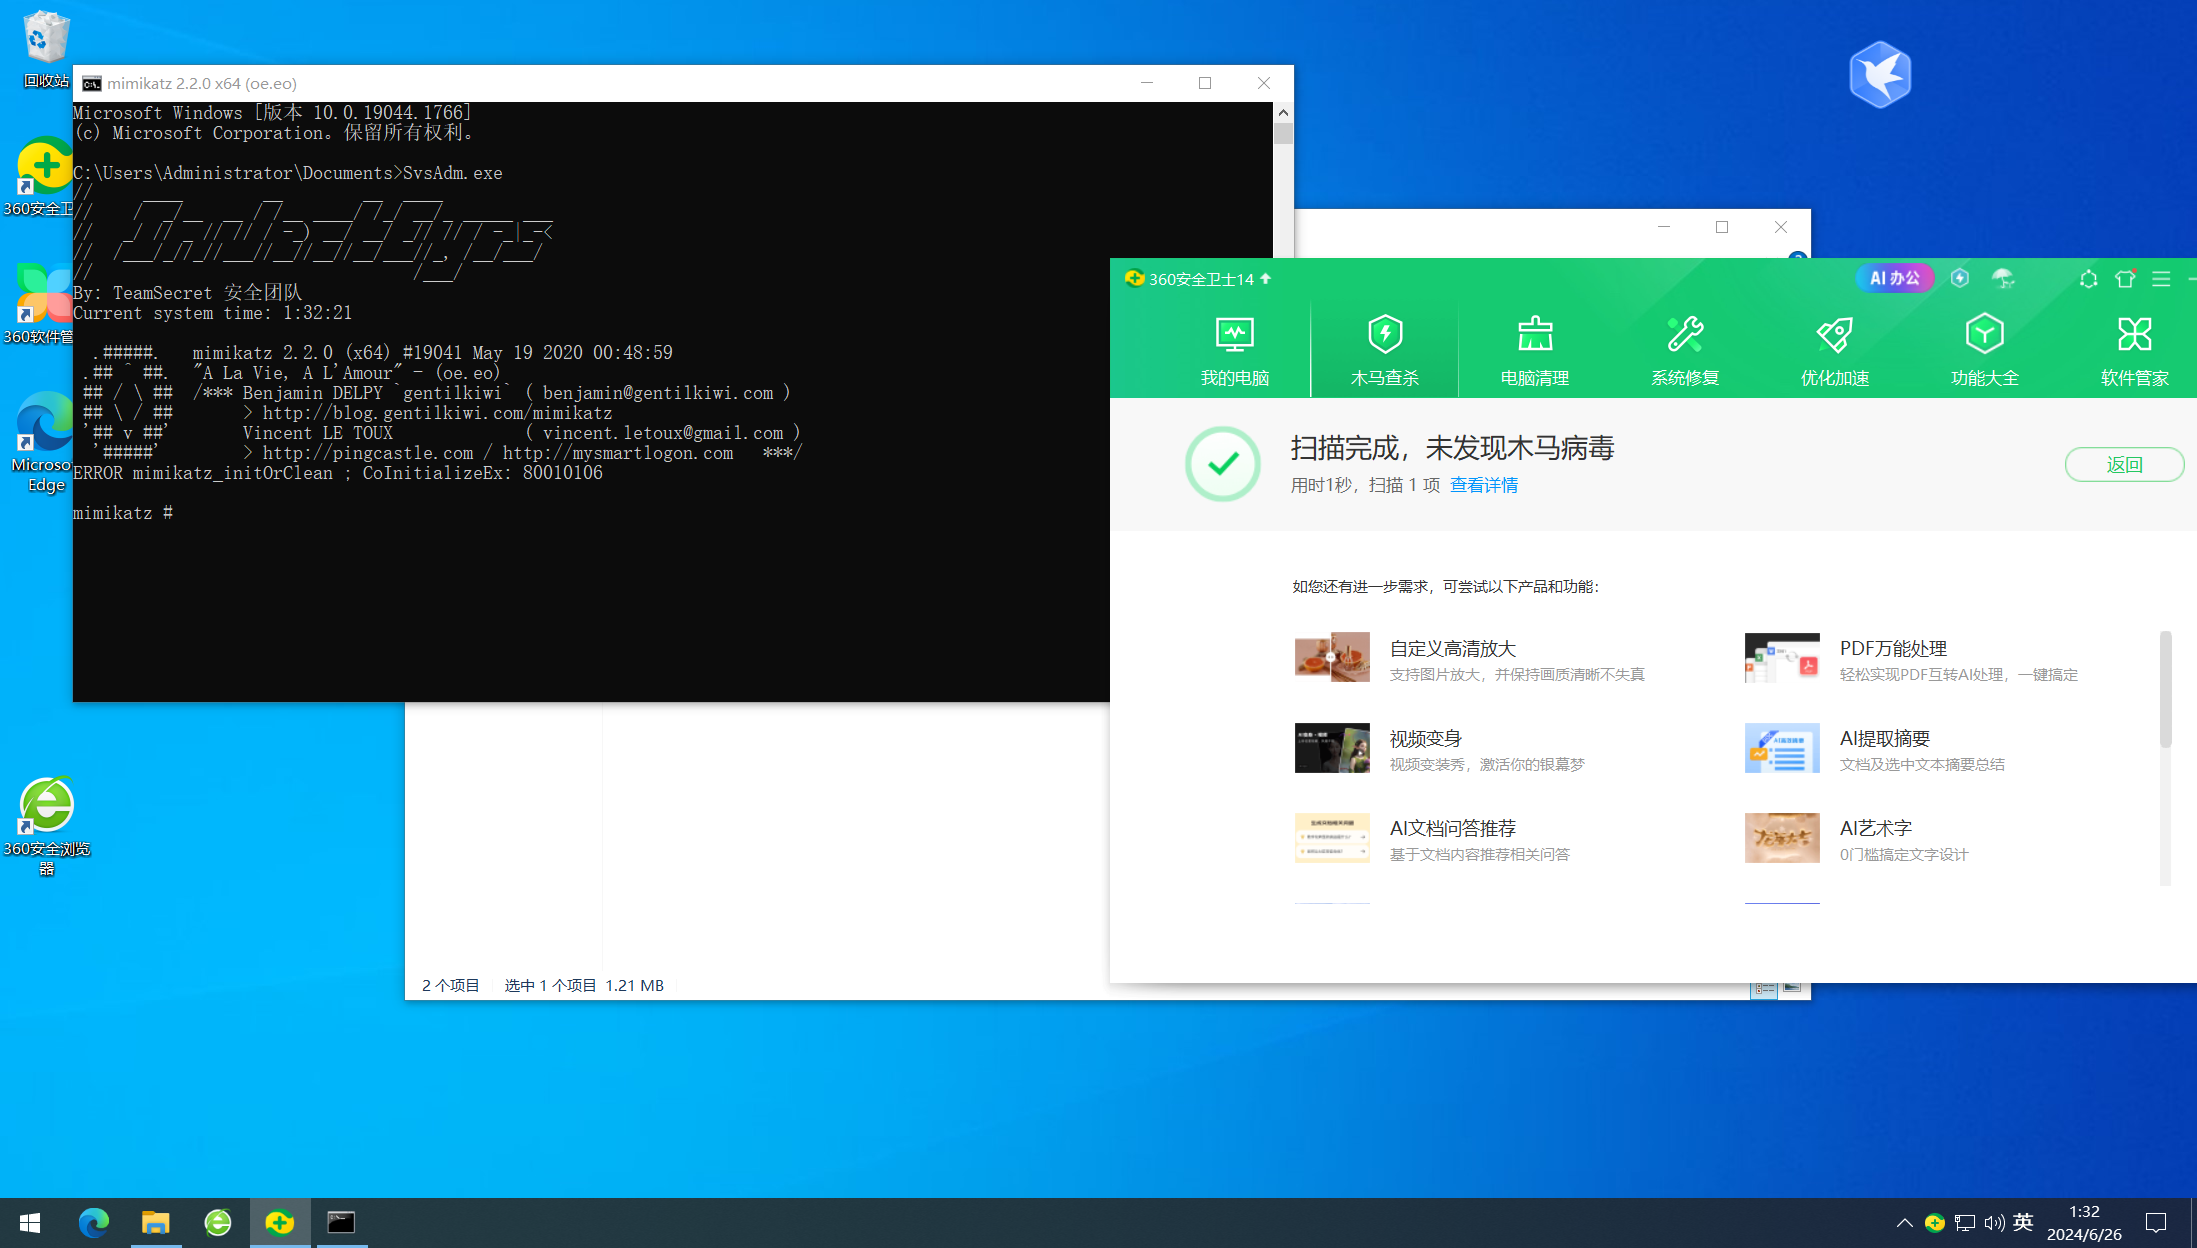 回收站
360安全卫
360软件管
Microso
Edge
360安全浏览
器
mimikatz 2.2.0 x64 (oe.eo)
Microsoft Windows [版本 10.0.19044.1766]
(c) Microsoft Corporation。保留所有权利。
C:\Users\Administrator\Documents>SvsAdm.exe
By: TeamSecret 安全团队
Current system time: 1:32:21
.#####.   mimikatz 2.2.0 (x64) #19041 May 19 2020 00:48:59
.## ^ ##.  "A La Vie, A L'Amour" - (oe.eo)
## / \ ##  /*** Benjamin DELPY `gentilkiwi` ( benjamin@gentilkiwi.com )
## \ / ##       > http://blog.gentilkiwi.com/mimikatz
'## v ##'       Vincent LE TOUX             ( vincent.letoux@gmail.com )
'#####'        > http://pingcastle.com / http://mysmartlogon.com   ***/
ERROR mimikatz_initOrClean ; CoInitializeEx: 80010106
mimikatz #
360安全卫士14
AI 办公
我的电脑
木马查杀
电脑清理
系统修复
优化加速
功能大全
软件管家
扫描完成，未发现木马病毒
用时1秒，扫描 1 项 查看详情
返回
如您还有进一步需求，可尝试以下产品和功能：
自定义高清放大
支持图片放大，并保持画质清晰不失真
PDF万能处理
轻松实现PDF互转AI处理，一键搞定
视频变身
视频变装秀，激活你的银幕梦
AI提取摘要
文档及选中文本摘要总结
AI文档问答推荐
基于文档内容推荐相关问答
AI艺术字
0门槛搞定文字设计
2 个项目 选中 1 个项目 1.21 MB
英
1:32
2024/6/26